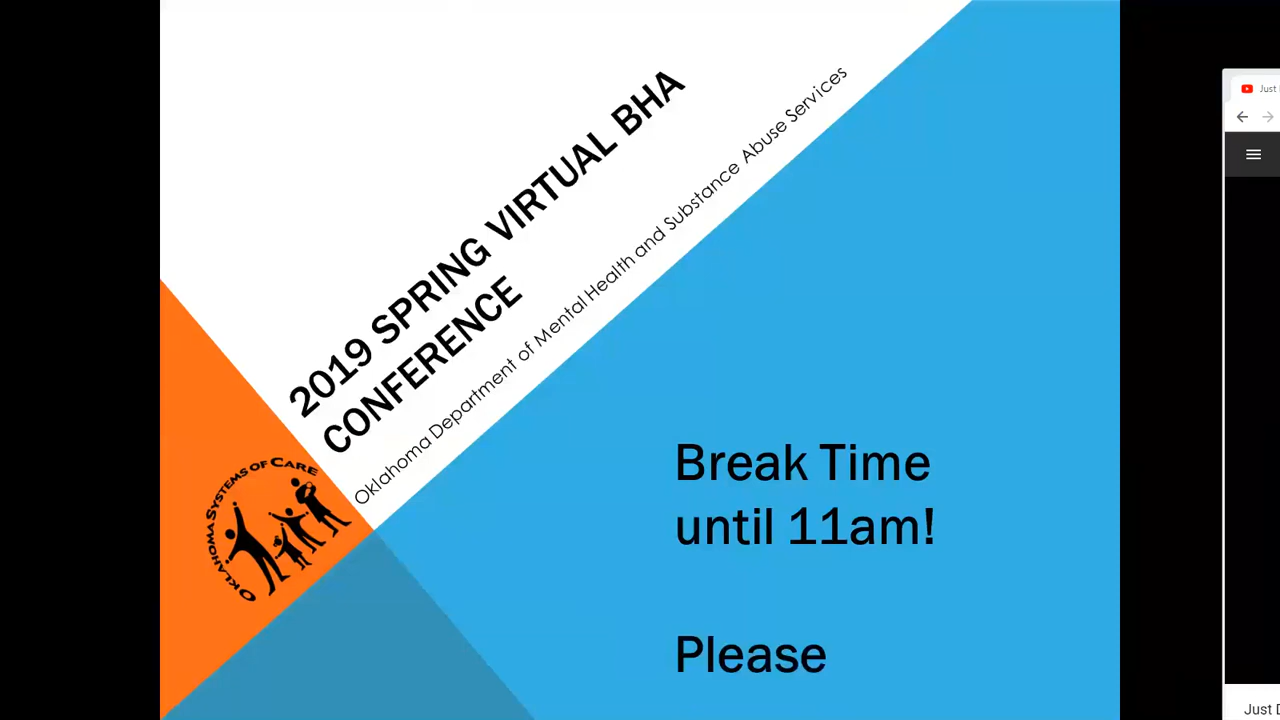 2019 SPRING VIRTUAL BHA
CONFERENCE
Oklahoma Department of Mental Health and Substance Abuse Services
OKLAHOMA SYSTEMS OF CARE
Break Time
until 11am!
Please
Just
Just